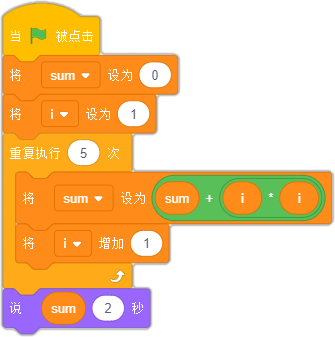 当 被点击
将 sum 设为 0
将 i 设为 1
重复执行 5 次
将 sum 设为 sum + i * i
将 i 增加 1
说 sum 2 秒